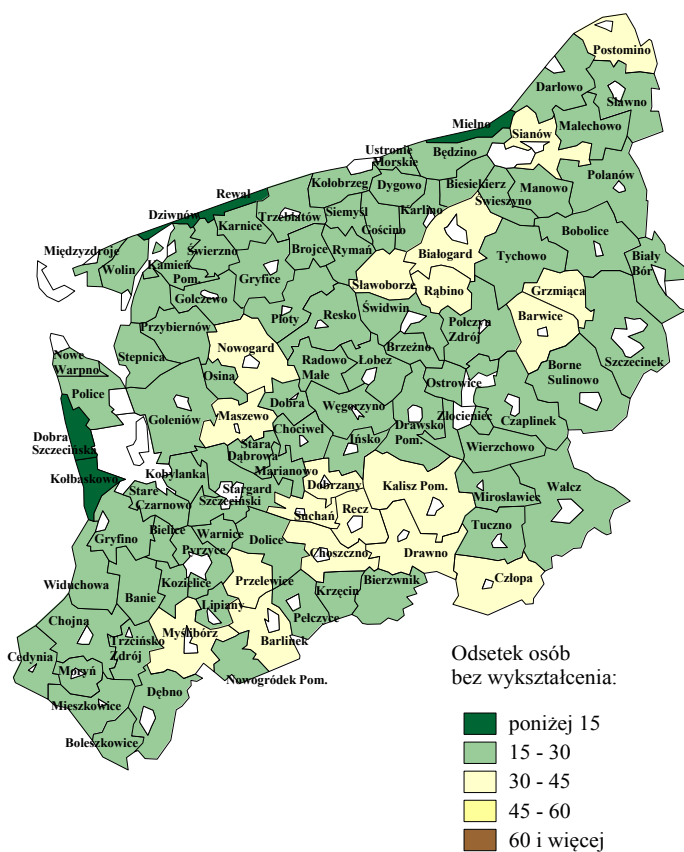 Postomino
Darłowo
Sławno
Mielno
Sianów
Malechowo
Ustronie
Morskie
Będzino
Polanów
Kołobrzeg
Dygowo
Biesiekierz
Manowo
Rewal
Świeszyno
Dziwnów
Trzebiatów
Siemyśl
Karlino
Karnice
Gościno
Bobolice
Międzyzdroje
Świerzno
Brojce
Rymań
Białogard
Tychowo
Biały
Bór
Wolin
Kamień
Pom.
Gryfice
Sławoborze
Rąbino
Grzmiąca
Golczewo
Świdwin
Barwice
Płoty
Resko
Połczyn
Zdrój
Przybiernów
Nowogard
Brzeżno
Szczecinek
Nowe
Warpno
Stepnica
Radowo
Małe
Łobez
Borne
Sulinowo
Osina
Ostrowice
Police
Dobra
Węgorzyno
Złocieniec
Czaplinek
Goleniów
Maszewo
Chociwel
Drawsko
Pom.
Dobra
Szczecińska
Stara
Dąbrowa
Ińsko
Wierzchowo
Kołbaskowo
Kobylanka
Marianowo
Dobrzany
Kalisz Pom.
Mirosławiec
Wałcz
Stare
Czarnowo
Stargard
Szczeciński
Suchań
Recz
Tuczno
Gryfino
Bielice
Warnice
Dolice
Pyrzyce
Choszczno
Drawno
Widuchowa
Banie
Kozielice
Przelewice
Krzęcin
Bierzwnik
Człopa
Chojna
Lipiany
Pełczyce
Trzcińsko
Zdrój
Myślibórz
Barlinek
Cedynia
Moryń
Nowogródek Pom.
Mieszkowice
Dębno
Boleszkowice
Odsetek osób
bez wykształcenia:
poniżej 15
15 - 30
30 - 45
45 - 60
60 i więcej